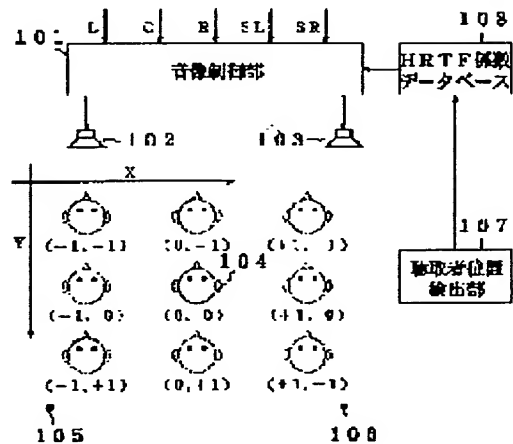 L C R SL SR
101
108
音像制御部
HRTF係数
データベース
102
103
X
107
Y
(-1, -1) (0, -1)
104
聴取者位置
検出部
(-1, 0) (0, 0) (+1, 0)
(-1, +1) (0, +1)
105
106